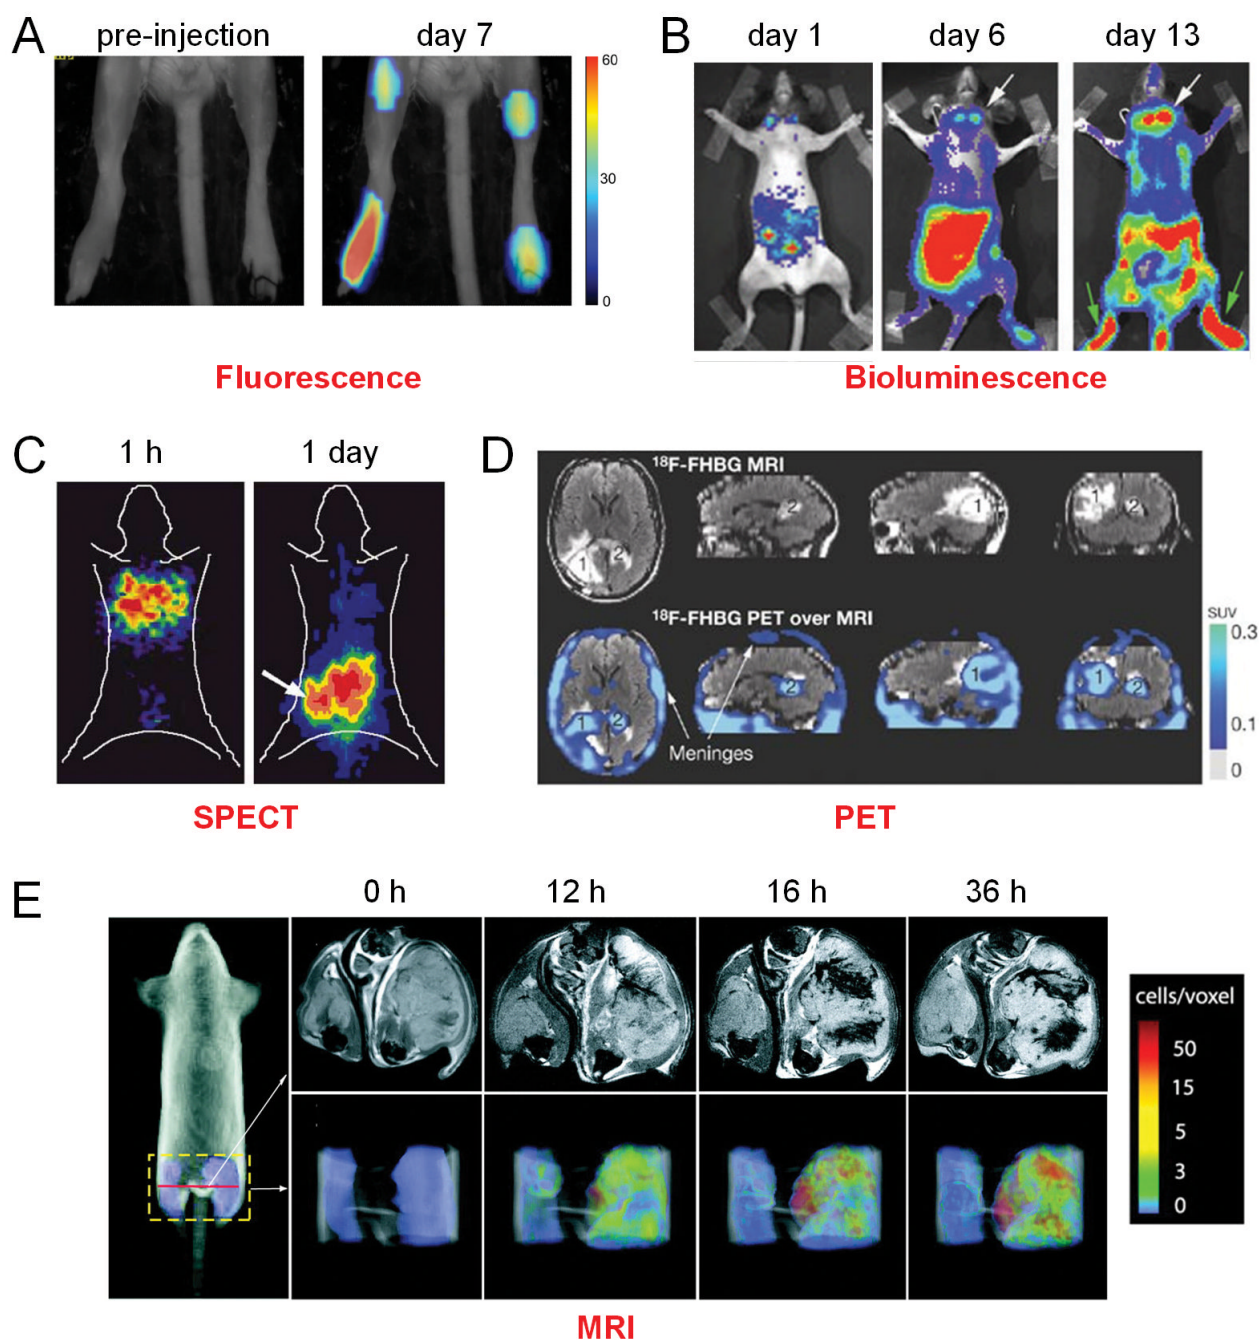 A
pre-injection
day 7
60
30
0
Fluorescence
B
day 1
day 6
day 13
Bioluminescence
C
1 h
1 day
SPECT
D
18F-FHBG MRI
1
2
2
1
1
2
18F-FHBG PET over MRI
1
2
2
1
1
2
Meninges
SUV
0.3
0.1
0
PET
E
0 h
12 h
16 h
36 h
cells/voxel
50
15
5
3
0
MRI